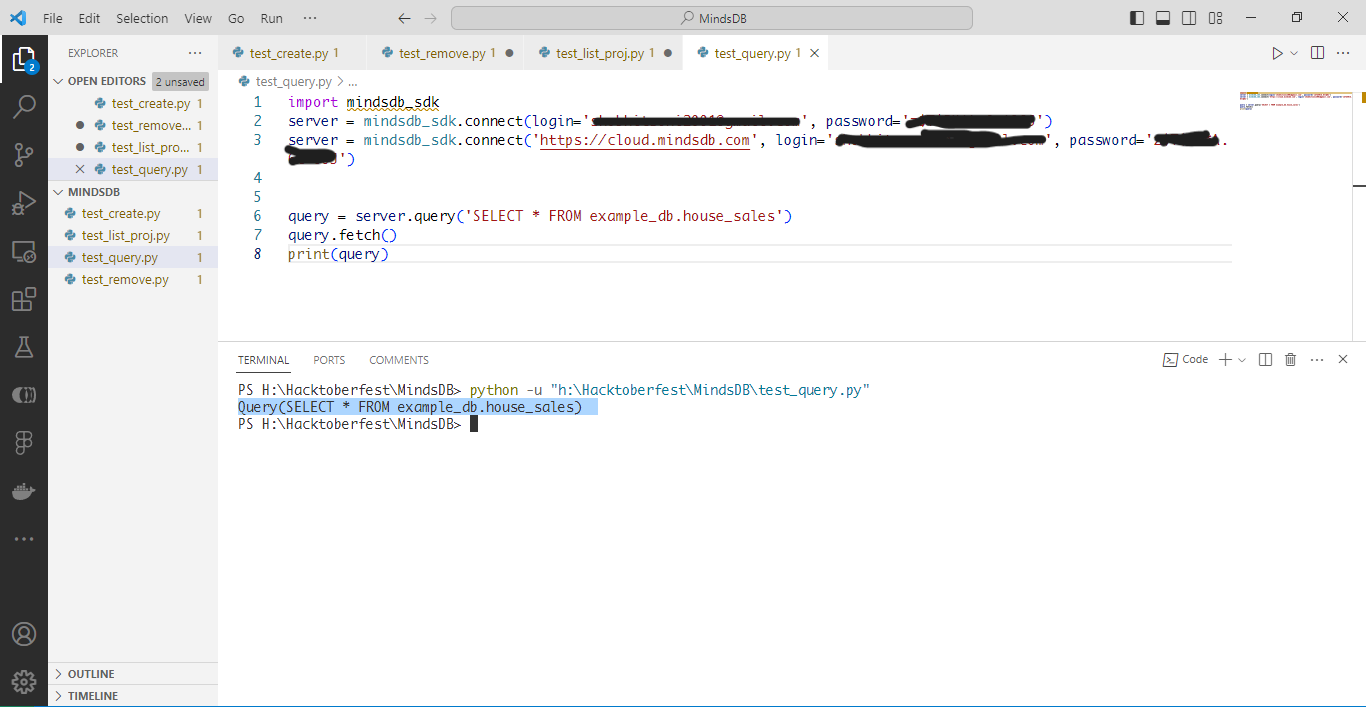 File Edit Selection View Go Run ··· MindsDB
EXPLORER ···
OPEN EDITORS 2 unsaved
test_create.py 1
test_remove... 1
test_list_pro... 1
test_query.py 1
MINDSDB
test_create.py 1
test_list_proj.py 1
test_query.py 1
test_remove.py 1
OUTLINE
TIMELINE
2
test_create.py 1 test_remove.py 1 test_list_proj.py 1 test_query.py 1
test_query.py > ...
1 import mindsdb_sdk
2 server = mindsdb_sdk.connect(login=' ', password=' ')
3 server = mindsdb_sdk.connect('https://cloud.mindsdb.com', login=' ', password='
')
4
5
6 query = server.query('SELECT * FROM example_db.house_sales')
7 query.fetch()
8 print(query)
TERMINAL PORTS COMMENTS Code
PS H:\Hacktoberfest\MindsDB> python -u "h:\Hacktoberfest\MindsDB\test_query.py"
Query(SELECT * FROM example_db.house_sales)
PS H:\Hacktoberfest\MindsDB>